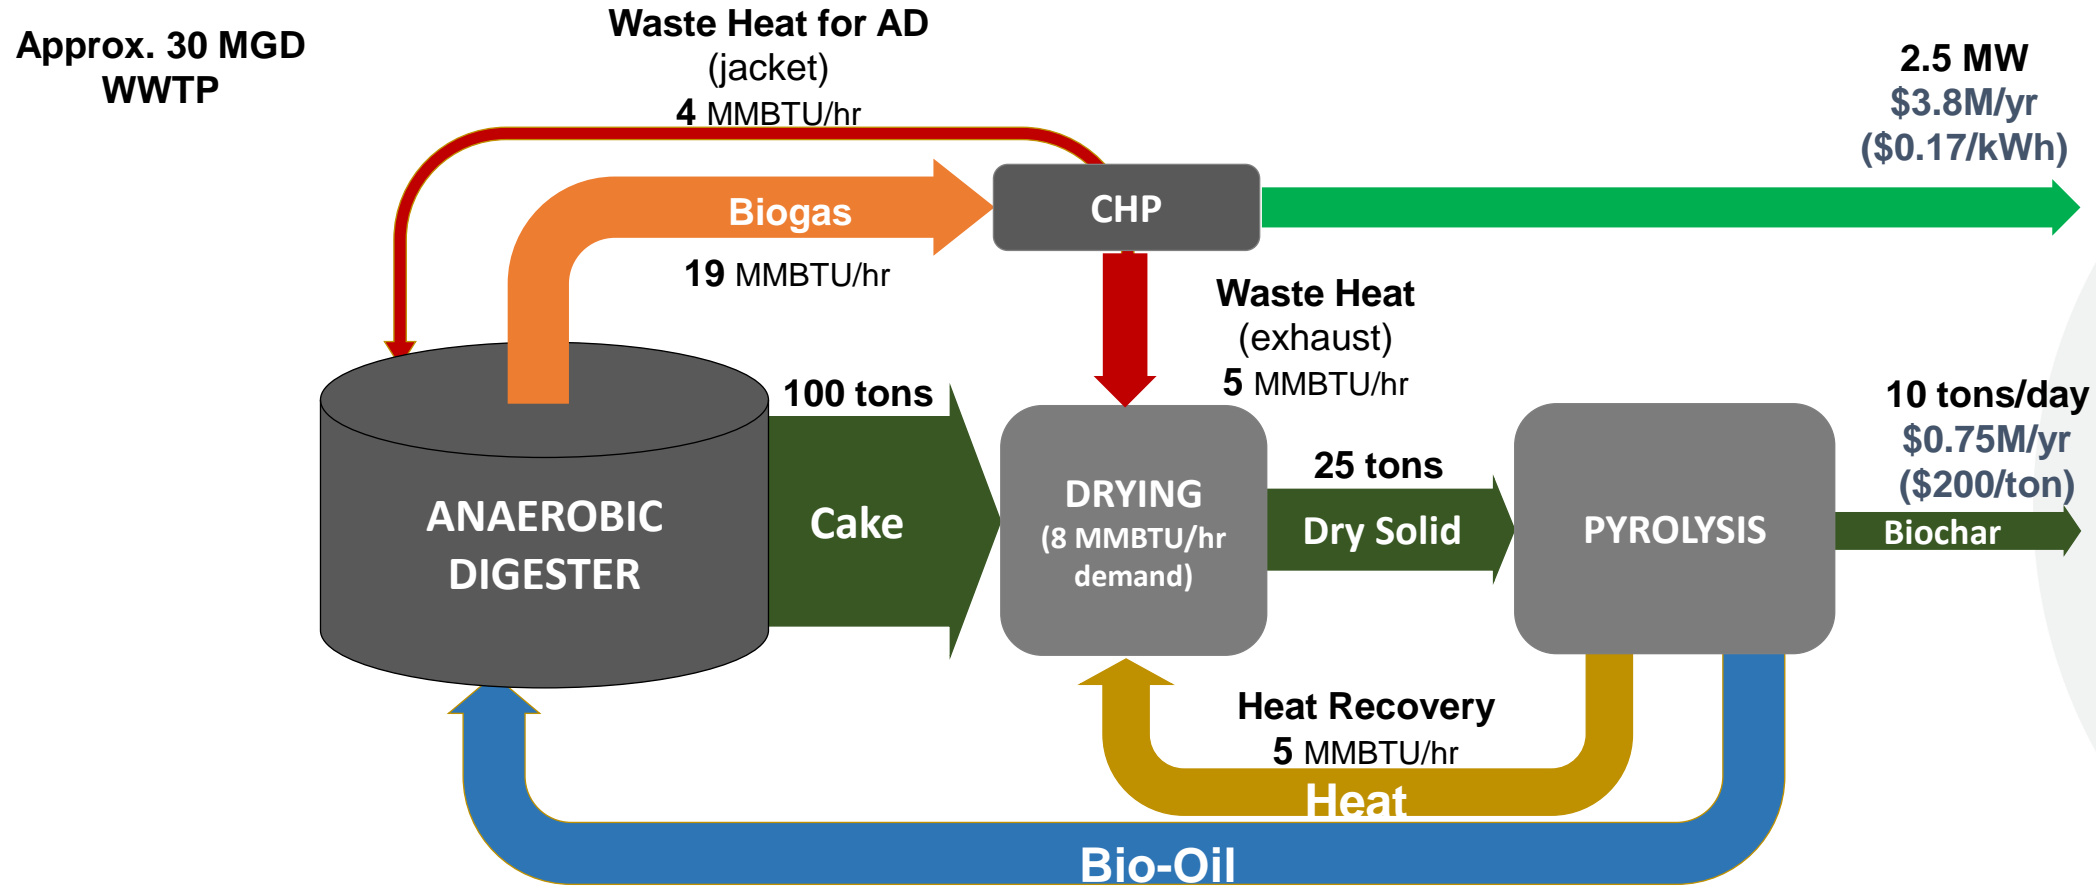 Approx. 30 MGD
WWTP
Waste Heat for AD
(jacket)
4 MMBTU/hr
2.5 MW
$3.8M/yr
($0.17/kWh)
Biogas
CHP
19 MMBTU/hr
Waste Heat
(exhaust)
5 MMBTU/hr
100 tons
Cake
ANAEROBIC
DIGESTER
DRYING
(8 MMBTU/hr
demand)
25 tons
Dry Solid
PYROLYSIS
10 tons/day
$0.75M/yr
($200/ton)
Biochar
Heat Recovery
5 MMBTU/hr
Heat
Bio-Oil